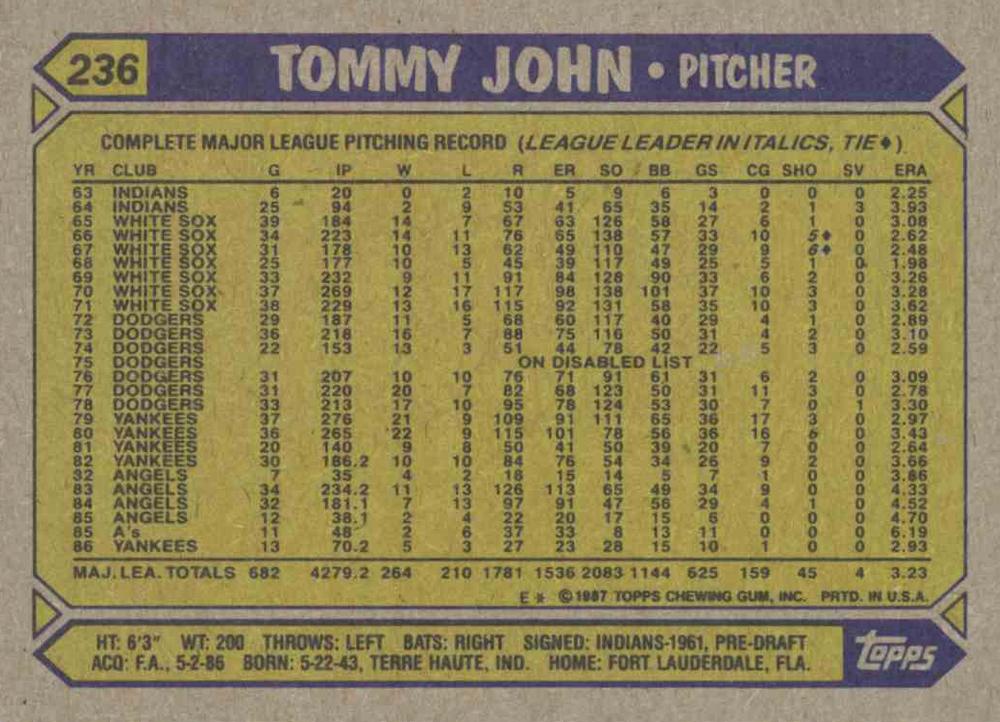 236 TOMMY JOHN • PITCHER
COMPLETE MAJOR LEAGUE PITCHING RECORD (LEAGUE LEADER IN ITALICS, TIE♦)
YR CLUB G IP W L R ER SO BB GS CG SHO SV ERA
63 INDIANS 6 20 0 2 10 5 9 6 3 0 0 0 2.25
64 INDIANS 25 94 2 9 53 41 65 35 14 2 1 3 3.53
65 WHITE SOX 39 184 14 7 67 63 126 58 27 6 1 0 3.08
66 WHITE SOX 34 223 14 11 76 65 138 57 33 10 5♦ 0 2.62
67 WHITE SOX 31 178 10 13 62 49 110 47 29 9 6♦ 0 2.48
68 WHITE SOX 25 177 10 5 45 39 117 49 25 5 1 0 1.98
69 WHITE SOX 33 232 9 11 91 84 128 90 33 6 2 0 3.26
70 WHITE SOX 37 269 12 17 117 98 138 101 37 10 3 0 3.28
71 WHITE SOX 38 229 13 16 115 92 131 58 35 10 3 0 3.62
72 DODGERS 29 187 11 5 68 60 117 40 29 4 1 0 2.89
73 DODGERS 36 218 16 7 88 75 116 50 31 4 2 0 3.10
74 DODGERS 22 153 13 3 51 44 78 42 22 5 3 0 2.59
75 DODGERS ON DISABLED LIST
76 DODGERS 31 207 10 10 76 71 91 61 31 6 2 0 3.09
77 DODGERS 31 220 20 7 82 68 123 50 31 11 3 0 2.78
78 DODGERS 33 213 17 10 95 78 124 53 30 7 0 1 3.30
79 YANKEES 37 276 21 9 109 91 111 65 36 17 3 0 2.97
80 YANKEES 36 265 22 9 115 101 78 56 36 16 6 0 3.43
81 YANKEES 20 140 9 8 50 41 50 39 20 7 0 0 2.64
82 YANKEES 30 186.2 10 10 84 76 54 34 26 9 2 0 3.66
82 ANGELS 7 35 4 2 18 15 14 5 7 1 0 0 3.86
83 ANGELS 34 234.2 11 13 126 113 65 49 34 9 0 0 4.33
84 ANGELS 32 181.1 7 13 97 91 47 56 29 4 1 0 4.52
85 ANGELS 12 38.1 2 4 22 20 17 15 6 0 0 0 4.70
85 A's 11 48 2 6 37 33 8 13 11 0 0 0 6.19
86 YANKEES 13 70.2 5 3 27 23 28 15 10 1 0 0 2.93
MAJ. LEA. TOTALS 682 4279.2 264 210 1781 1536 2083 1144 625 159 45 4 3.23
E * ©1987 TOPPS CHEWING GUM, INC. PRTD. IN U.S.A.
HT: 6'3" WT: 200 THROWS: LEFT BATS: RIGHT SIGNED: INDIANS-1961, PRE-DRAFT
ACQ: F.A., 5-2-86 BORN: 5-22-43, TERRE HAUTE, IND. HOME: FORT LAUDERDALE, FLA.
Topps